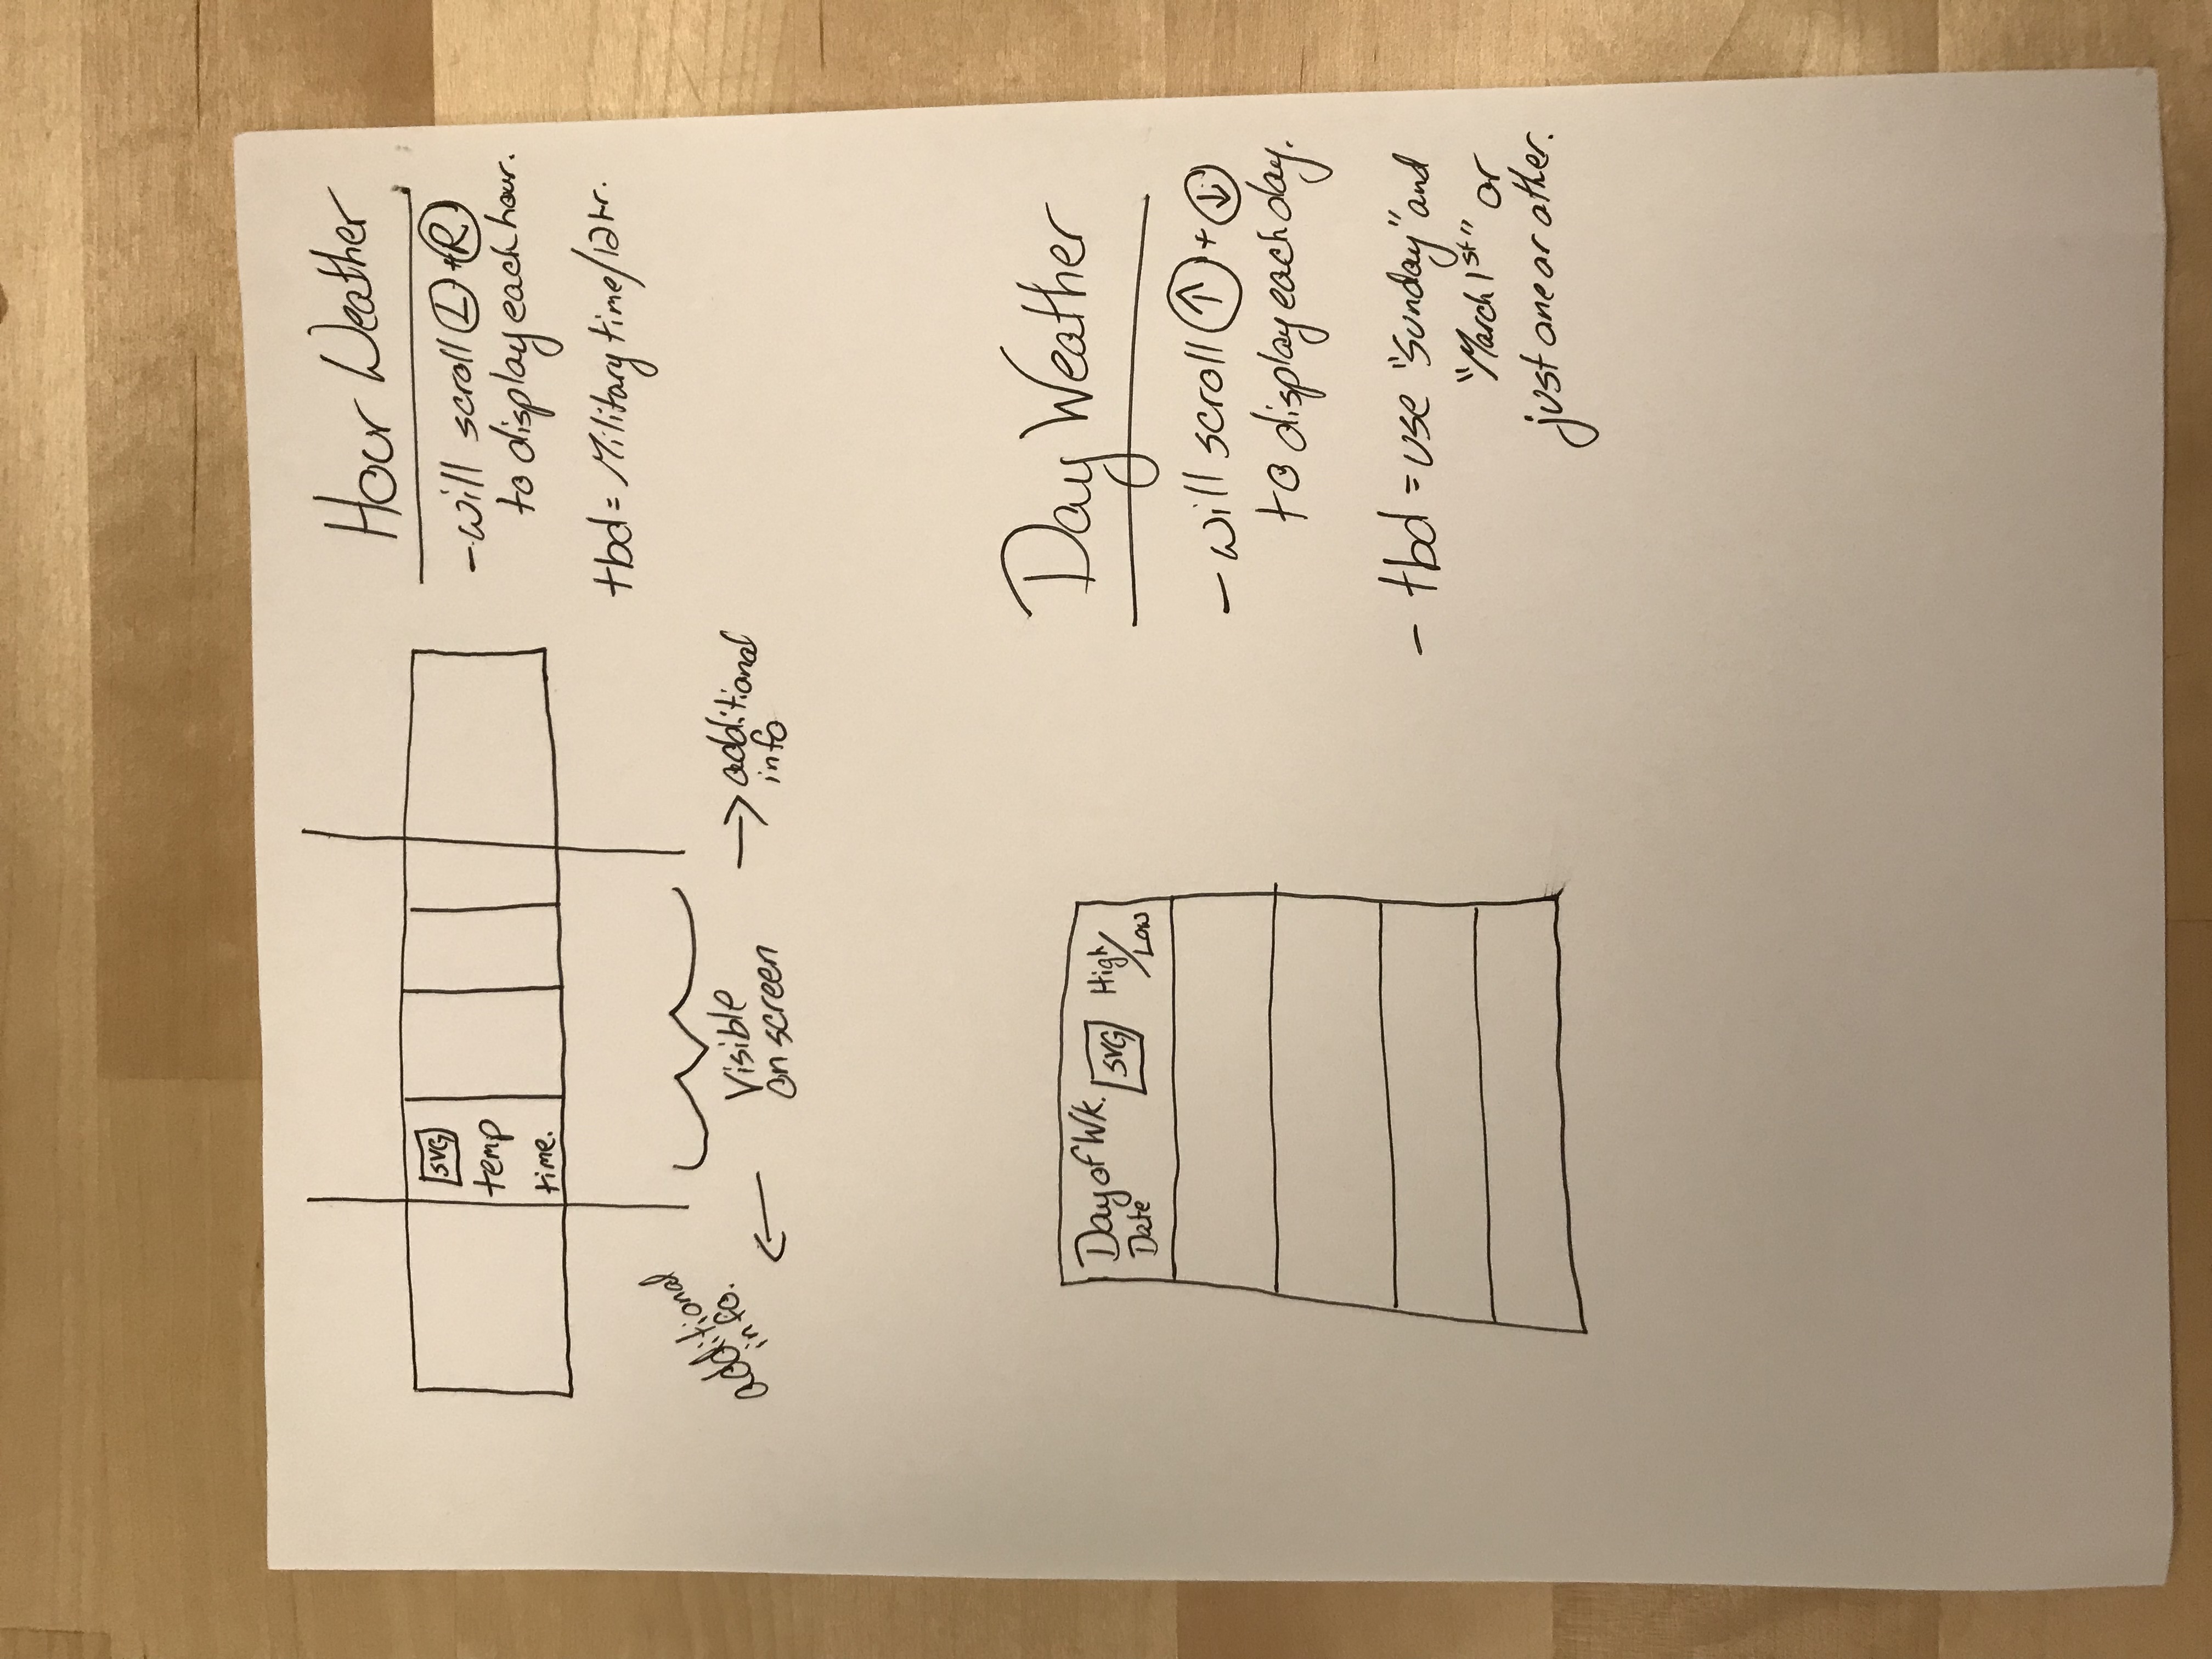 Hour Weather
- will scroll L + R
to display each hour.
tbd = Military time/12 hr.
SVG
temp
time.
additional
info.
Visible
on screen
additional
info
Day Weather
- will scroll ↑ + ↓
to display each day.
- tbd = use "Sunday" and
"March 1st" or
just one or other.
Day of Wk.
Date
SVG
High/
Low